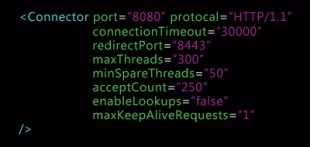 <Connector port="8080" protocal="HTTP/1.1"
connectionTimeout="30000"
redirectPort="8443"
maxThreads="300"
minSpareThreads="50"
acceptCount="250"
enableLookups="false"
maxKeepAliveRequests="1"
/>